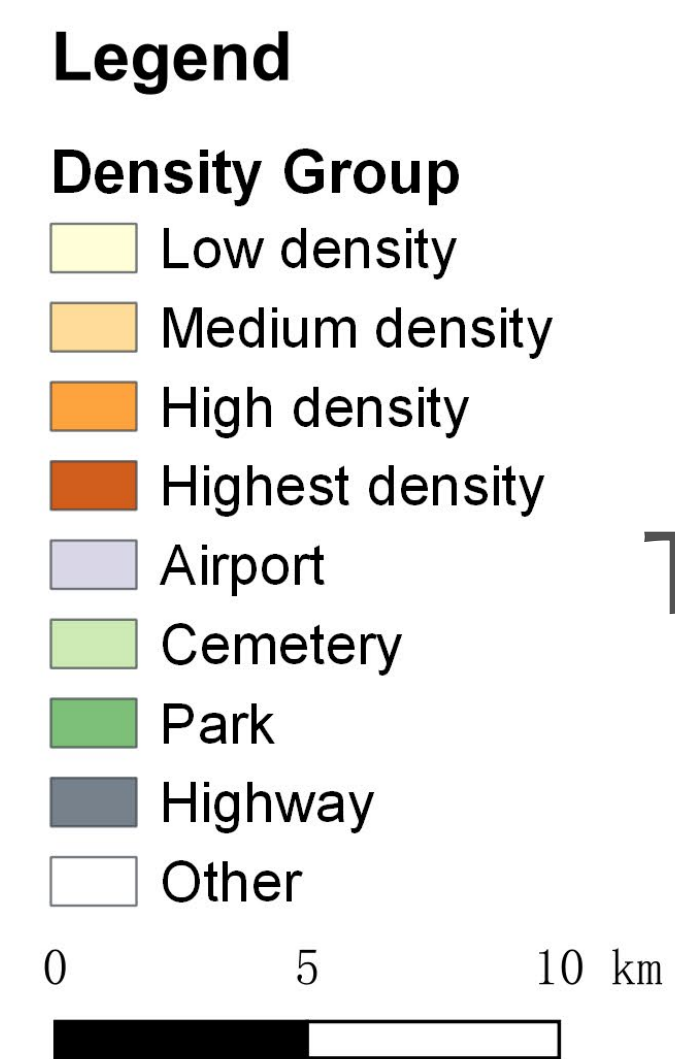 Legend
Density Group
Low density
Medium density
High density
Highest density
Airport
Cemetery
Park
Highway
Other
0 5 10 km